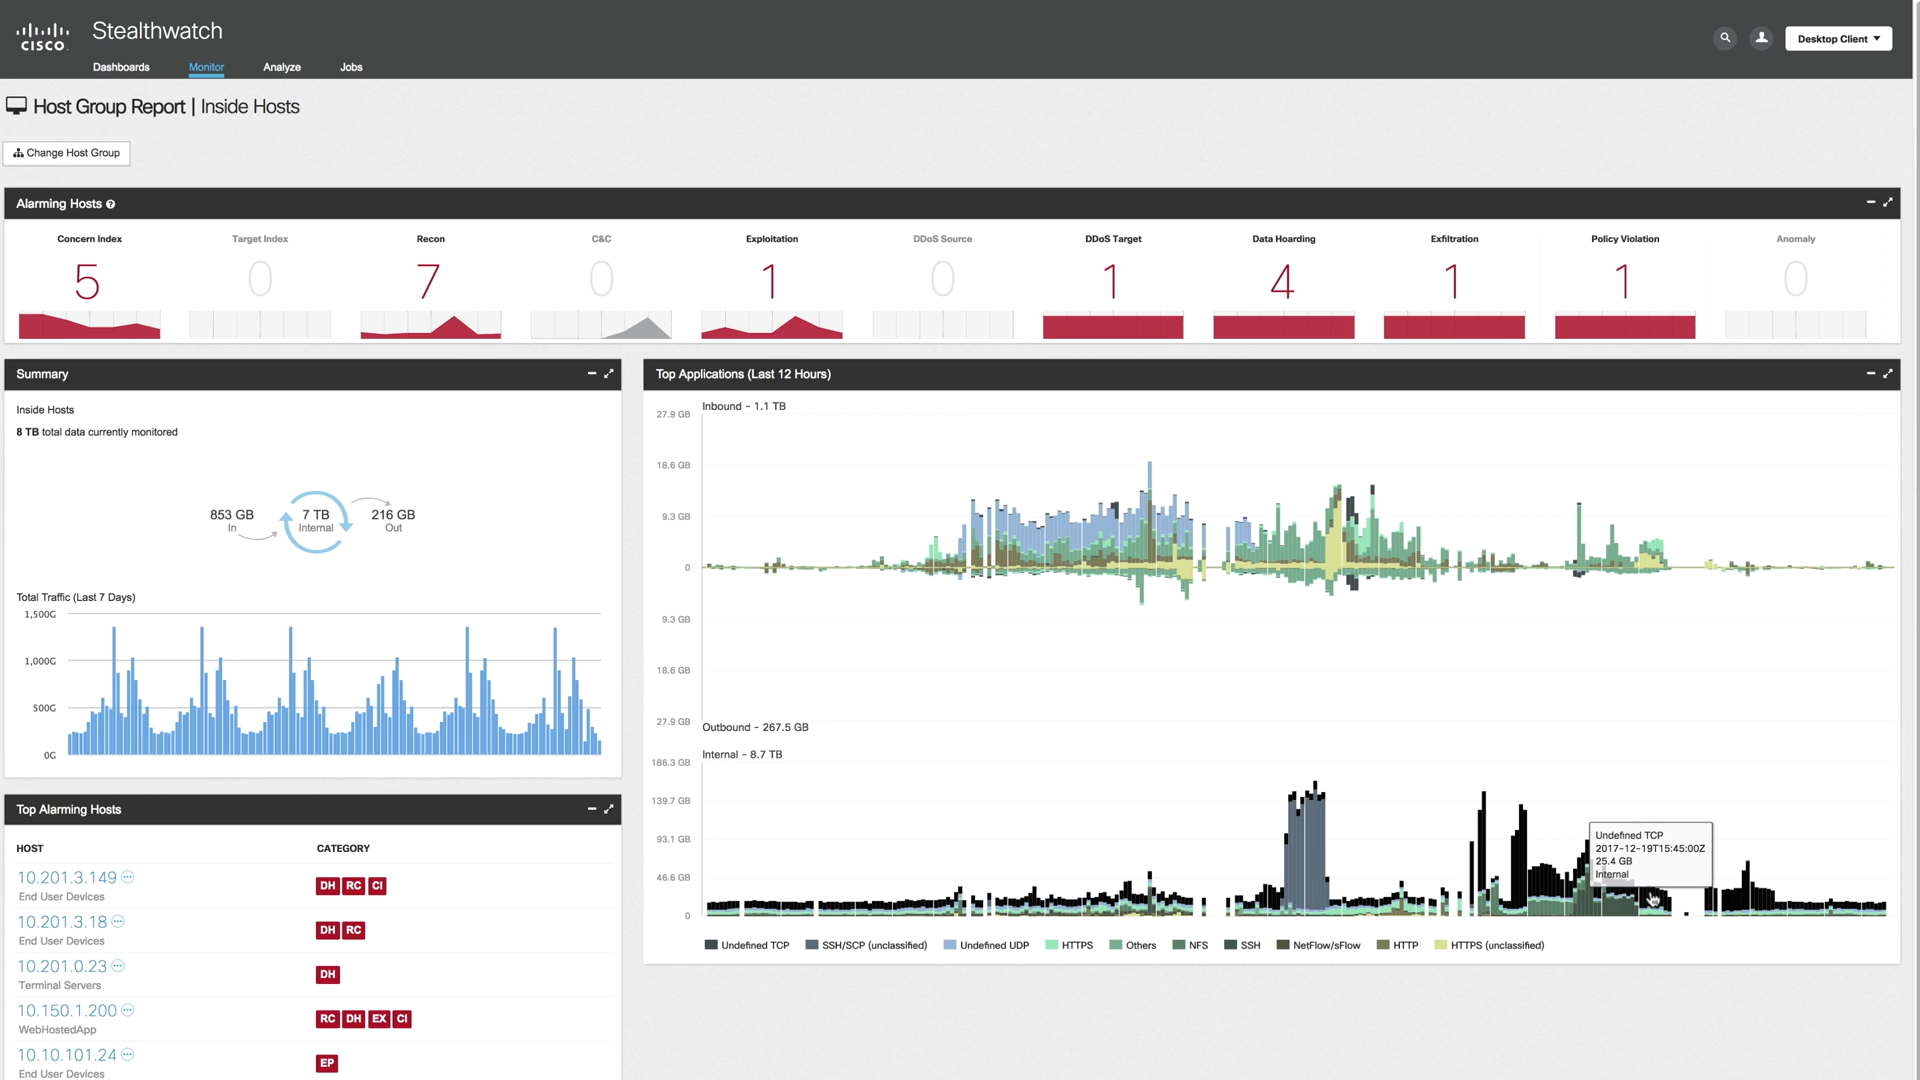 CISCO
Stealthwatch
Dashboards Monitor Analyze Jobs
Desktop Client
Host Group Report | Inside Hosts
Change Host Group
Alarming Hosts
Concern Index Target Index Recon C&C Exploitation DDoS Source DDoS Target Data Hoarding Exfiltration Policy Violation Anomaly
5 0 7 0 1 0 1 4 1 1 0
Summary
Inside Hosts
8 TB total data currently monitored
853 GB 7 TB 216 GB
In Internal Out
Total Traffic (Last 7 Days)
1,500G
1,000G
500G
0G
Top Alarming Hosts
HOST CATEGORY
10.201.3.149 DH RC CI
End User Devices
10.201.3.18 DH RC
End User Devices
10.201.0.23 DH
Terminal Servers
10.150.1.200 RC DH EX CI
WebHostedApp
10.10.101.24 EP
End User Devices
Top Applications (Last 12 Hours)
Inbound - 1.1 TB
27.9 GB
18.6 GB
9.3 GB
0
9.3 GB
18.6 GB
27.9 GB
Outbound - 267.5 GB
Internal - 8.7 TB
186.3 GB
139.7 GB
93.1 GB
46.6 GB
0
Undefined TCP
2017-12-19T15:45:00Z
25.4 GB
Internal
Undefined TCP SSH/SCP (unclassified) Undefined UDP HTTPS Others NFS SSH NetFlow/sFlow HTTP HTTPS (unclassified)